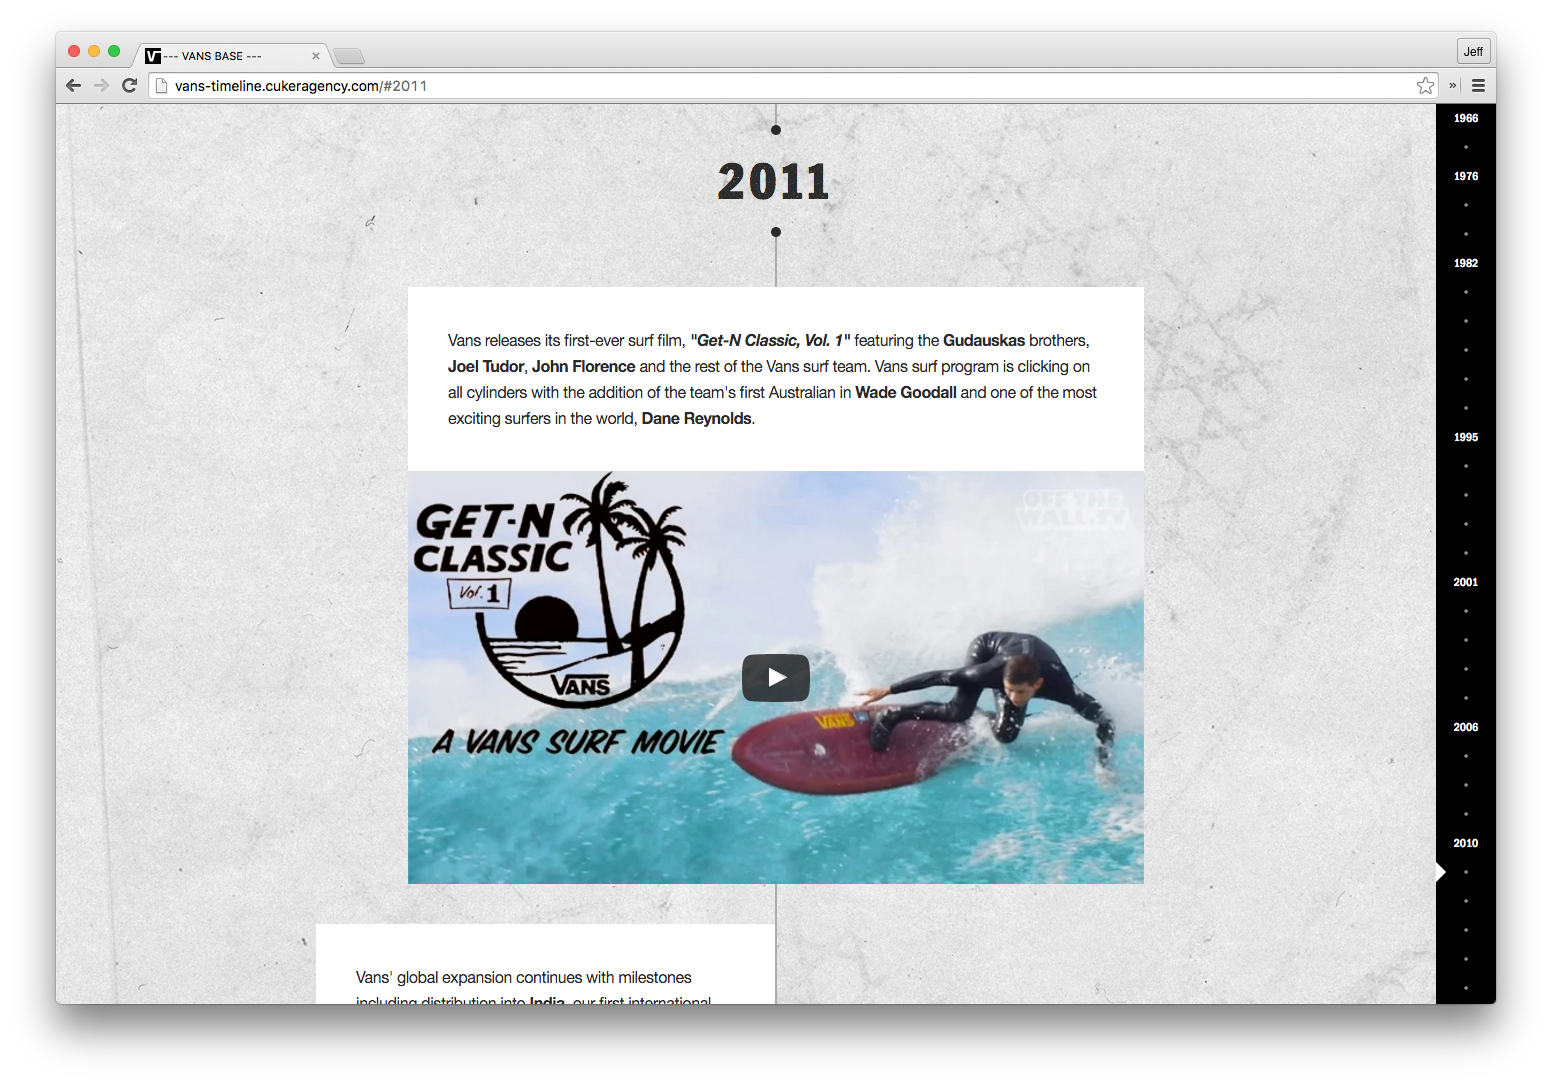 --- VANS BASE ---
Jeff
vans-timeline.cukeragency.com/#2011
2011
Vans releases its first-ever surf film, "Get-N Classic, Vol. 1" featuring the Gudauskas brothers,
Joel Tudor, John Florence and the rest of the Vans surf team. Vans surf program is clicking on
all cylinders with the addition of the team's first Australian in Wade Goodall and one of the most
exciting surfers in the world, Dane Reynolds.
GET-N
CLASSIC
Vol. 1
VANS
A VANS SURF MOVIE
OFF THE
WALL.TV
VANS
Vans' global expansion continues with milestones
including distribution into India, our first international
1966
1976
1982
1995
2001
2006
2010